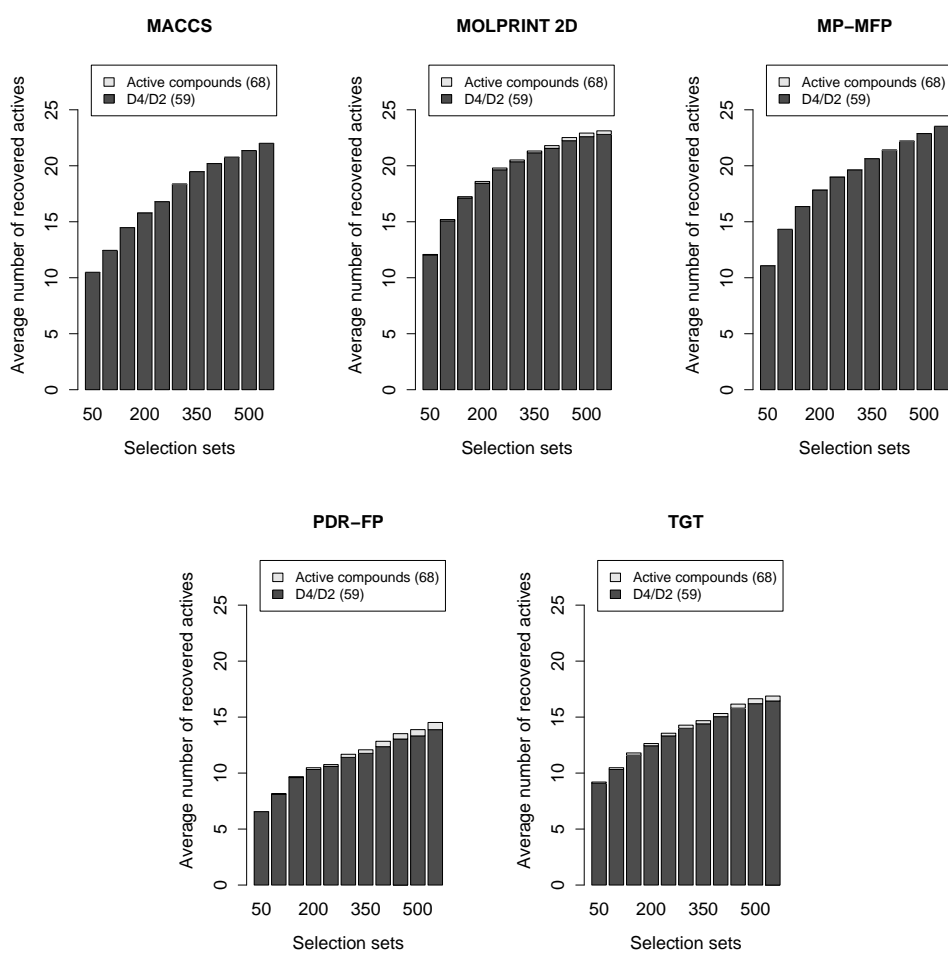 MACCS
Active compounds (68)
D4/D2 (59)
Average number of recovered actives
0 5 10 15 20 25
50 200 350 500
Selection sets
MOLPRINT 2D
Active compounds (68)
D4/D2 (59)
Average number of recovered actives
0 5 10 15 20 25
50 200 350 500
Selection sets
MP−MFP
Active compounds (68)
D4/D2 (59)
Average number of recovered actives
0 5 10 15 20 25
50 200 350 500
Selection sets
PDR−FP
Active compounds (68)
D4/D2 (59)
Average number of recovered actives
0 5 10 15 20 25
50 200 350 500
Selection sets
TGT
Active compounds (68)
D4/D2 (59)
Average number of recovered actives
0 5 10 15 20 25
50 200 350 500
Selection sets